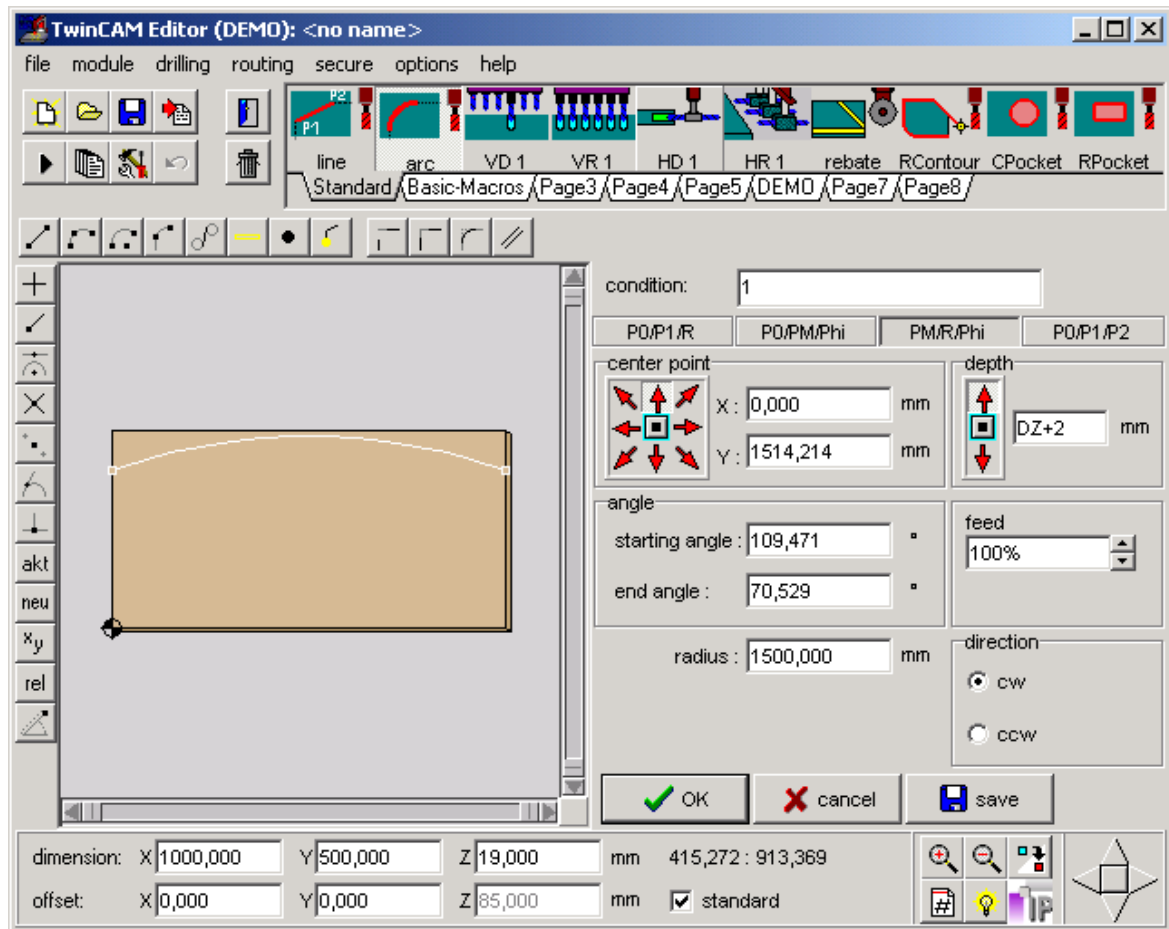 TwinCAM Editor (DEMO): <no name>
file module drilling routing secure options help
P1 P2
line arc VD 1 VR 1 HD 1 HR 1 rebate RContour CPocket RPocket
Standard Basic-Macros Page3 Page4 Page5 DEMO Page7 Page8
condition: 1
P0/P1/R P0/PM/Phi PM/R/Phi P0/P1/P2
center point depth
X : 0,000 mm
DZ+2 mm
Y : 1514,214 mm
angle
starting angle : 109,471 °
feed
100%
end angle : 70,529 °
radius : 1500,000 mm
direction
cw
ccw
akt
neu
xy
rel
OK cancel save
dimension: X 1000,000 Y 500,000 Z 19,000 mm 415,272 : 913,369
offset: X 0,000 Y 0,000 Z 85,000 mm standard
# IP